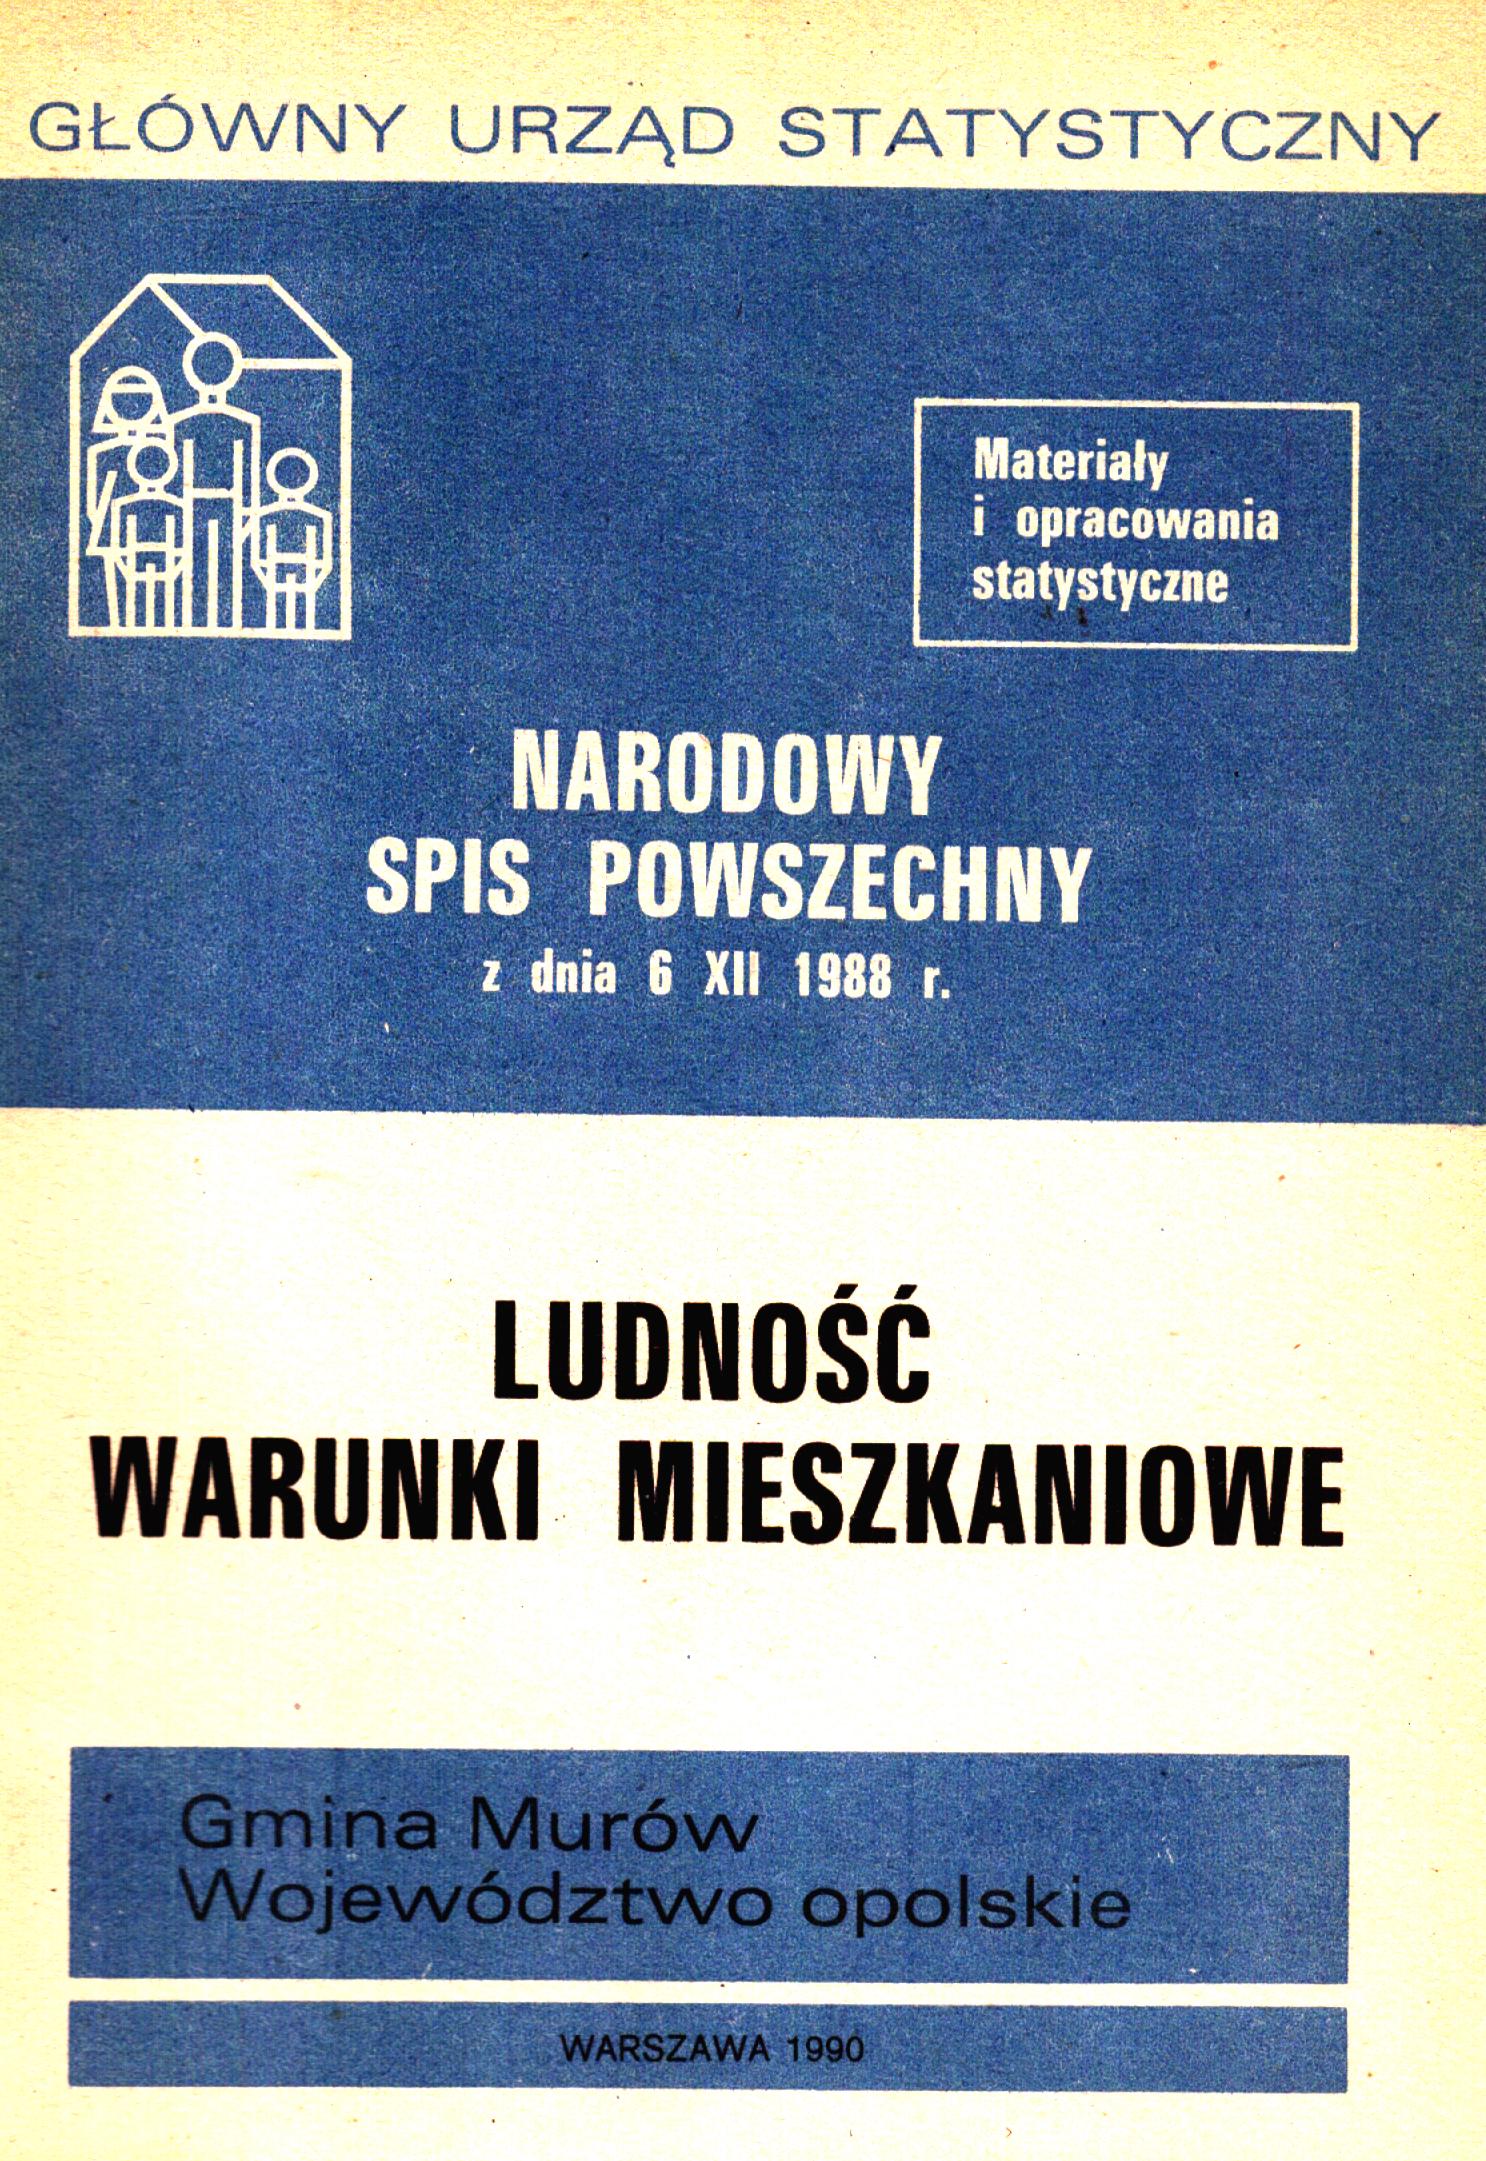 GŁÓWNY URZĄD STATYSTYCZNY
Materiały
i opracowania
statystyczne
NARODOWY
SPIS POWSZECHNY
z dnia 6 XII 1988 r.
LUDNOŚĆ
WARUNKI MIESZKANIOWE
Gmina Murów
Województwo opolskie
WARSZAWA 1990